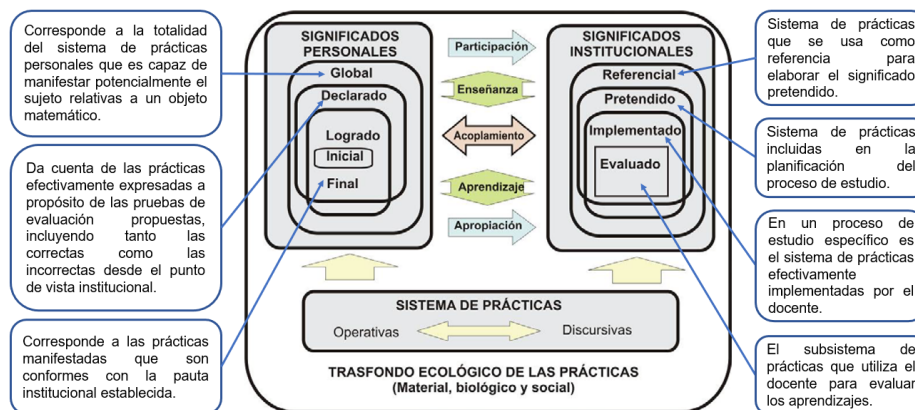 Corresponde a la totalidad
del sistema de prácticas
personales que es capaz de
manifestar potencialmente el
sujeto relativas a un objeto
matemático.
Da cuenta de las prácticas
efectivamente expresadas a
propósito de las pruebas de
evaluación propuestas,
incluyendo tanto las
correctas como las
incorrectas desde el punto
de vista institucional.
Corresponde a las prácticas
manifestadas que son
conformes con la pauta
institucional establecida.
SIGNIFICADOS
PERSONALES
Global
Declarado
Logrado
Inicial
Final
Participación
Enseñanza
Acoplamiento
Aprendizaje
Apropiación
SIGNIFICADOS
INSTITUCIONALES
Referencial
Pretendido
Implementado
Evaluado
SISTEMA DE PRÁCTICAS
Operativas
Discursivas
TRASFONDO ECOLÓGICO DE LAS PRÁCTICAS
(Material, biológico y social)
Sistema de prácticas
que se usa como
referencia para
elaborar el significado
pretendido.
Sistema de prácticas
incluidas en la
planificación del
proceso de estudio.
En un proceso de
estudio específico es
el sistema de prácticas
efectivamente
implementadas por el
docente.
El subsistema de
prácticas que utiliza el
docente para evaluar
los aprendizajes.